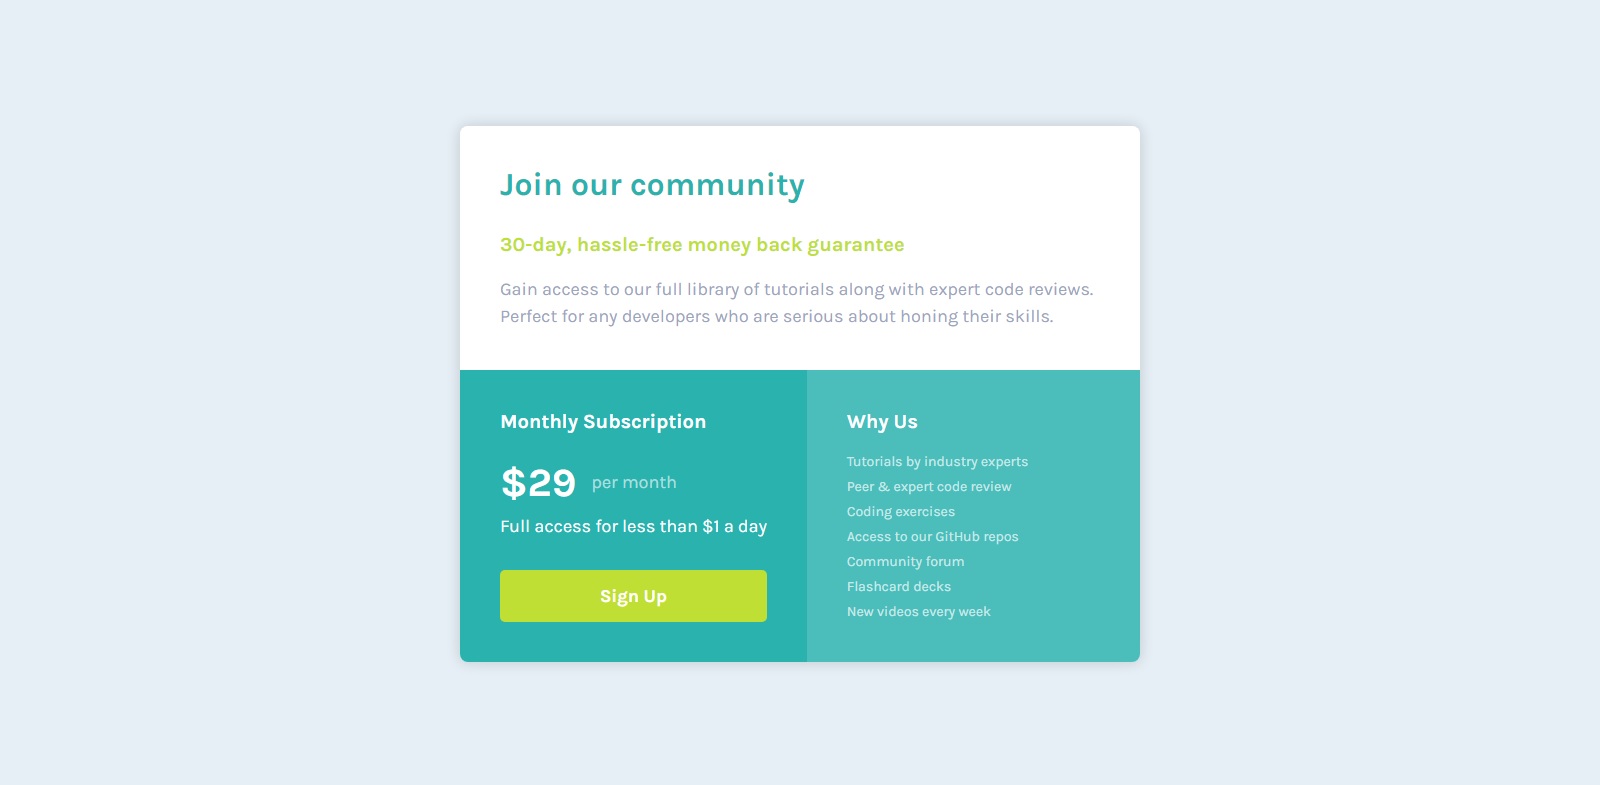 Join our community
30-day, hassle-free money back guarantee
Gain access to our full library of tutorials along with expert code reviews.
Perfect for any developers who are serious about honing their skills.
Monthly Subscription
$29 per month
Full access for less than $1 a day
Sign Up
Why Us
Tutorials by industry experts
Peer & expert code review
Coding exercises
Access to our GitHub repos
Community forum
Flashcard decks
New videos every week